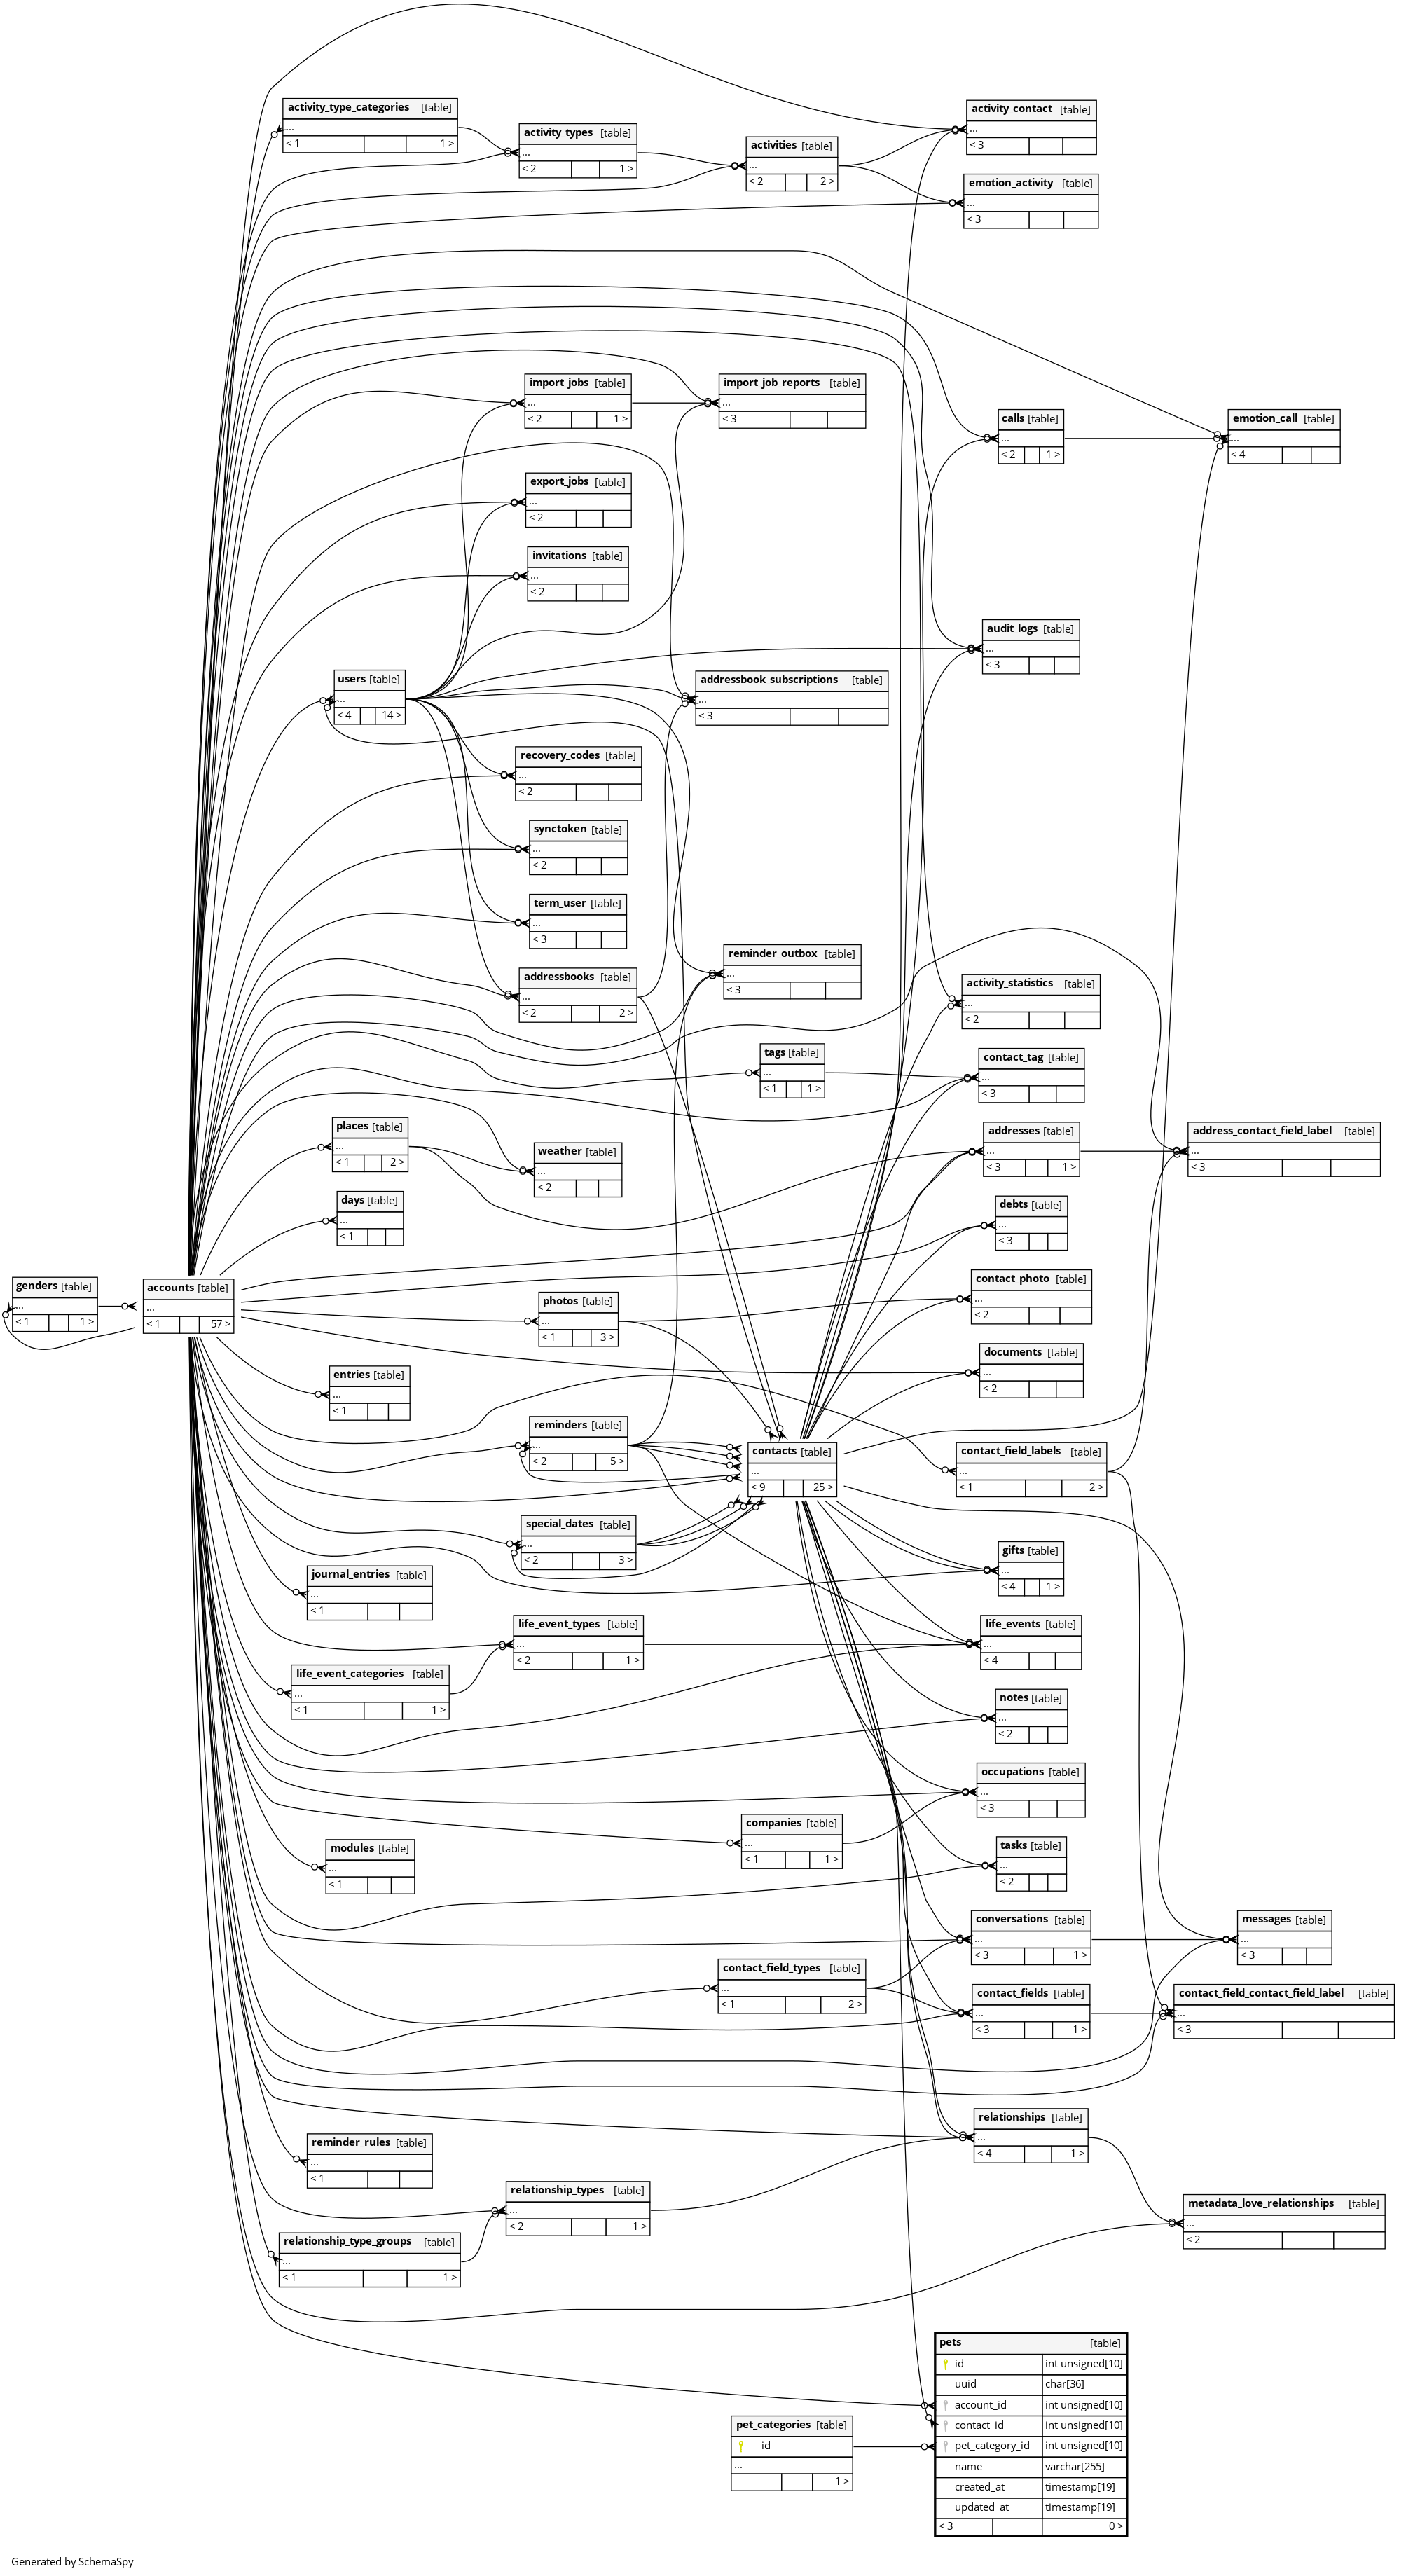 activity_type_categories [table]
...
< 1 1 >
activity_contact [table]
...
< 3
activity_types [table]
...
< 2 1 >
activities [table]
...
< 2 2 >
emotion_activity [table]
...
< 3
import_jobs [table]
...
< 2 1 >
import_job_reports [table]
...
< 3
calls [table]
...
< 2 1 >
emotion_call [table]
...
< 4
export_jobs [table]
...
< 2
invitations [table]
...
< 2
audit_logs [table]
...
< 3
users [table]
...
< 4 14 >
addressbook_subscriptions [table]
...
< 3
recovery_codes [table]
...
< 2
synctoken [table]
...
< 2
term_user [table]
...
< 3
reminder_outbox [table]
...
< 3
addressbooks [table]
...
< 2 2 >
activity_statistics [table]
...
< 2
tags [table]
...
< 1 1 >
contact_tag [table]
...
< 3
places [table]
...
< 1 2 >
addresses [table]
...
< 3 1 >
address_contact_field_label [table]
...
< 3
weather [table]
...
< 2
days [table]
...
< 1
debts [table]
...
< 3
genders [table]
...
< 1 1 >
accounts [table]
...
< 1 57 >
contact_photo [table]
...
< 2
photos [table]
...
< 1 3 >
documents [table]
...
< 2
entries [table]
...
< 1
reminders [table]
...
< 2 5 >
contacts [table]
...
< 9 25 >
contact_field_labels [table]
...
< 1 2 >
special_dates [table]
...
< 2 3 >
gifts [table]
...
< 4 1 >
journal_entries [table]
...
< 1
life_event_types [table]
...
< 2 1 >
life_events [table]
...
< 4
life_event_categories [table]
...
< 1 1 >
notes [table]
...
< 2
occupations [table]
...
< 3
companies [table]
...
< 1 1 >
modules [table]
...
< 1
tasks [table]
...
< 2
conversations [table]
...
< 3 1 >
messages [table]
...
< 3
contact_field_types [table]
...
< 1 2 >
contact_fields [table]
...
< 3 1 >
contact_field_contact_field_label [table]
...
< 3
relationships [table]
...
< 4 1 >
reminder_rules [table]
...
< 1
relationship_types [table]
...
< 2 1 >
metadata_love_relationships [table]
...
< 2
relationship_type_groups [table]
...
< 1 1 >
pets [table]
id int unsigned[10]
uuid char[36]
account_id int unsigned[10]
contact_id int unsigned[10]
pet_category_id int unsigned[10]
name varchar[255]
created_at timestamp[19]
updated_at timestamp[19]
< 3 0 >
pet_categories [table]
id
...
1 >
Generated by SchemaSpy